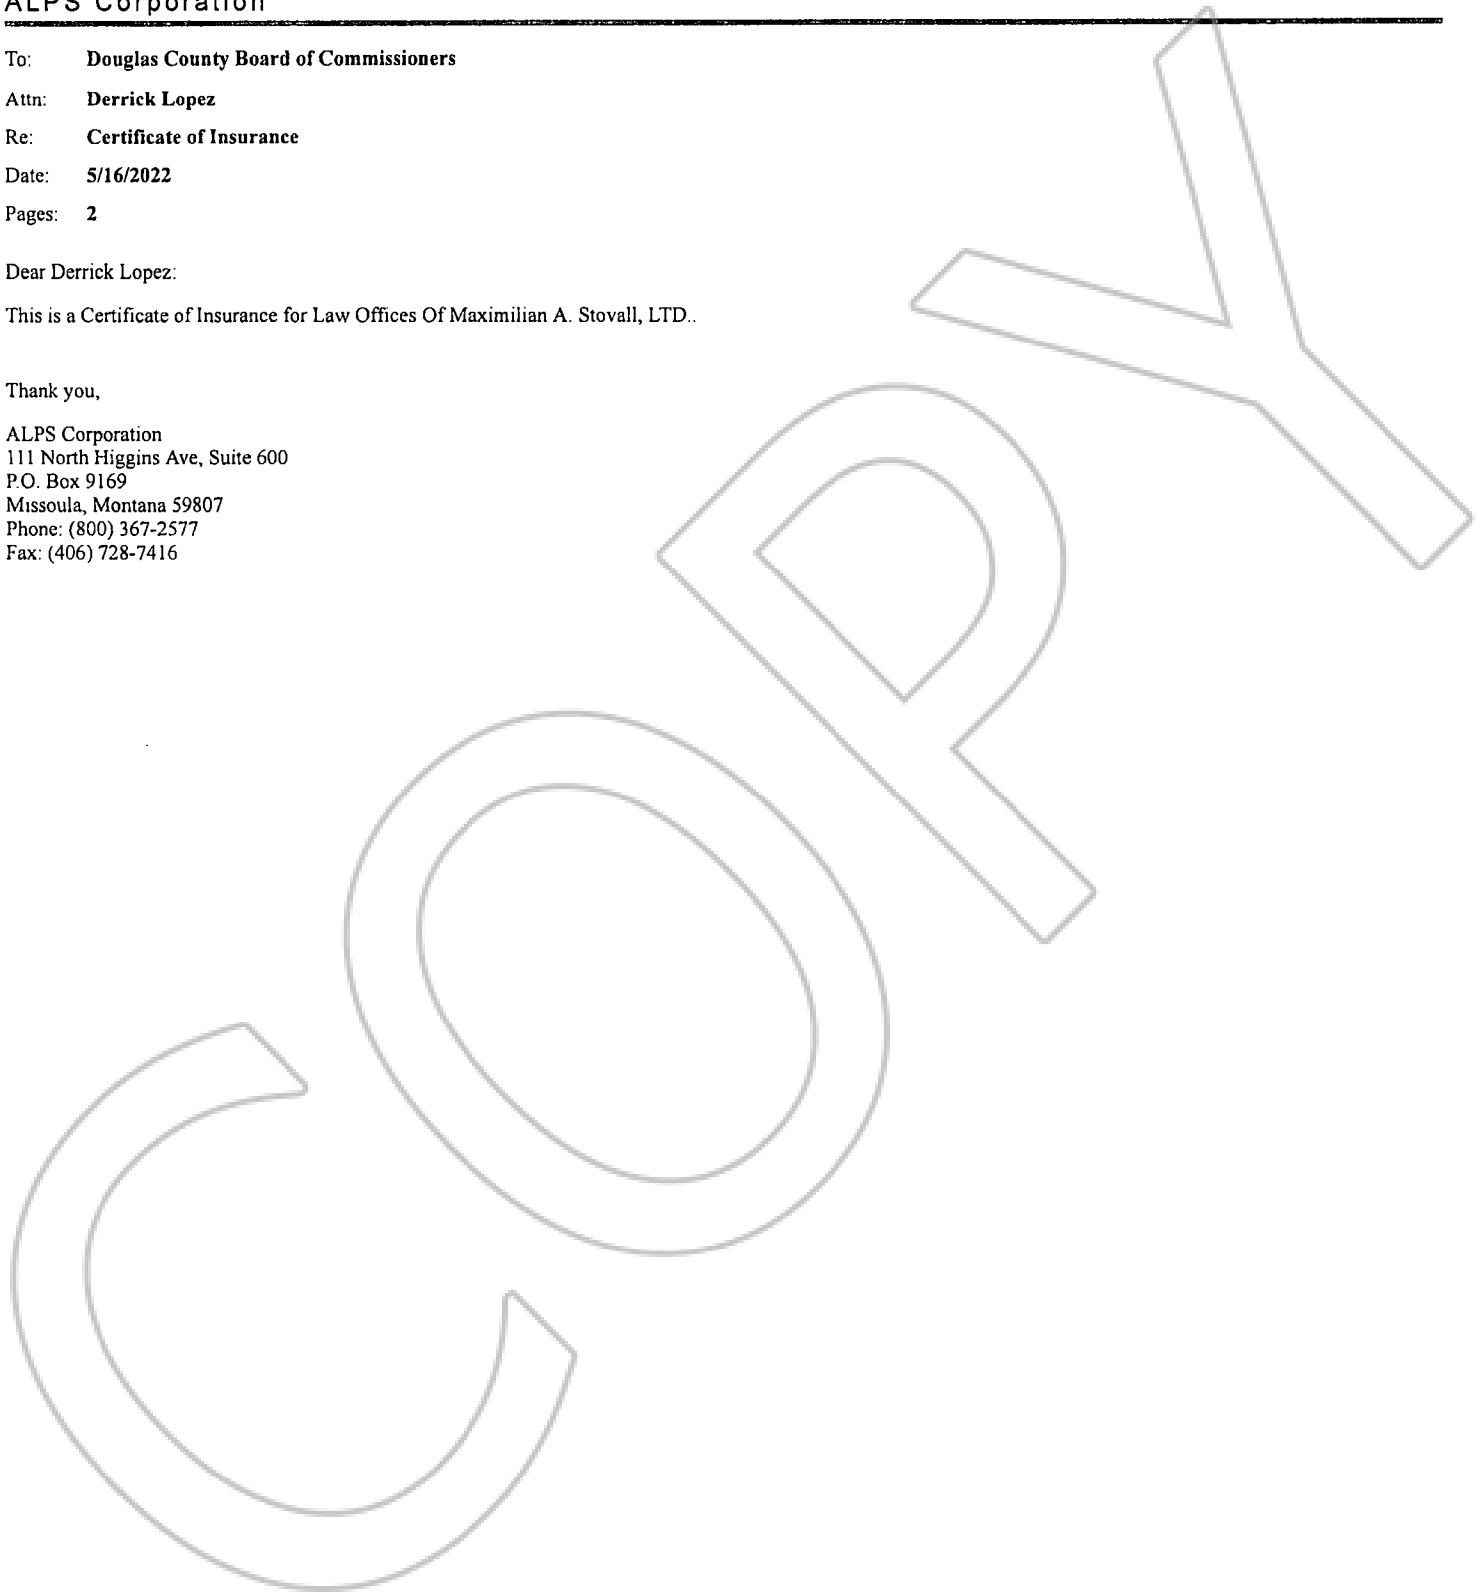 ALPS Corporation
To: Douglas County Board of Commissioners
Attn: Derrick Lopez
Re: Certificate of Insurance
Date: 5/16/2022
Pages: 2
Dear Derrick Lopez:
This is a Certificate of Insurance for Law Offices Of Maximilian A. Stovall, LTD..
Thank you,
ALPS Corporation
111 North Higgins Ave, Suite 600
P.O. Box 9169
Missoula, Montana 59807
Phone: (800) 367-2577
Fax: (406) 728-7416
COPY